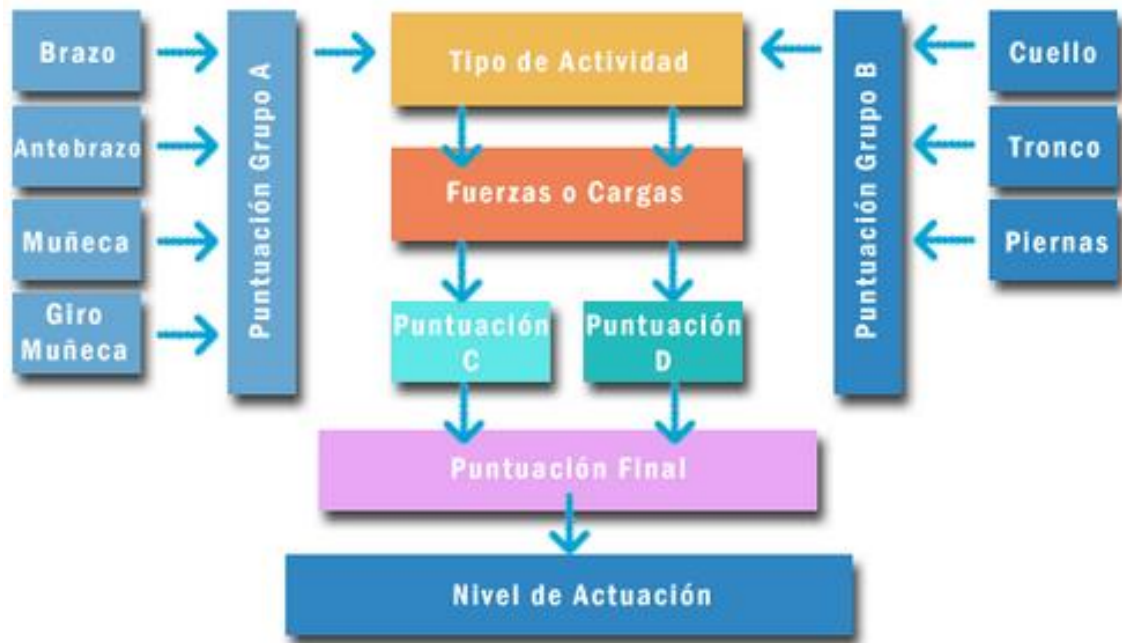 Brazo
Antebrazo
Muñeca
Giro
Muñeca
Puntuación Grupo A
Tipo de Actividad
Fuerzas o Cargas
Puntuación
C
Puntuación
D
Puntuación Final
Nivel de Actuación
Puntuación Grupo B
Cuello
Tronco
Piernas